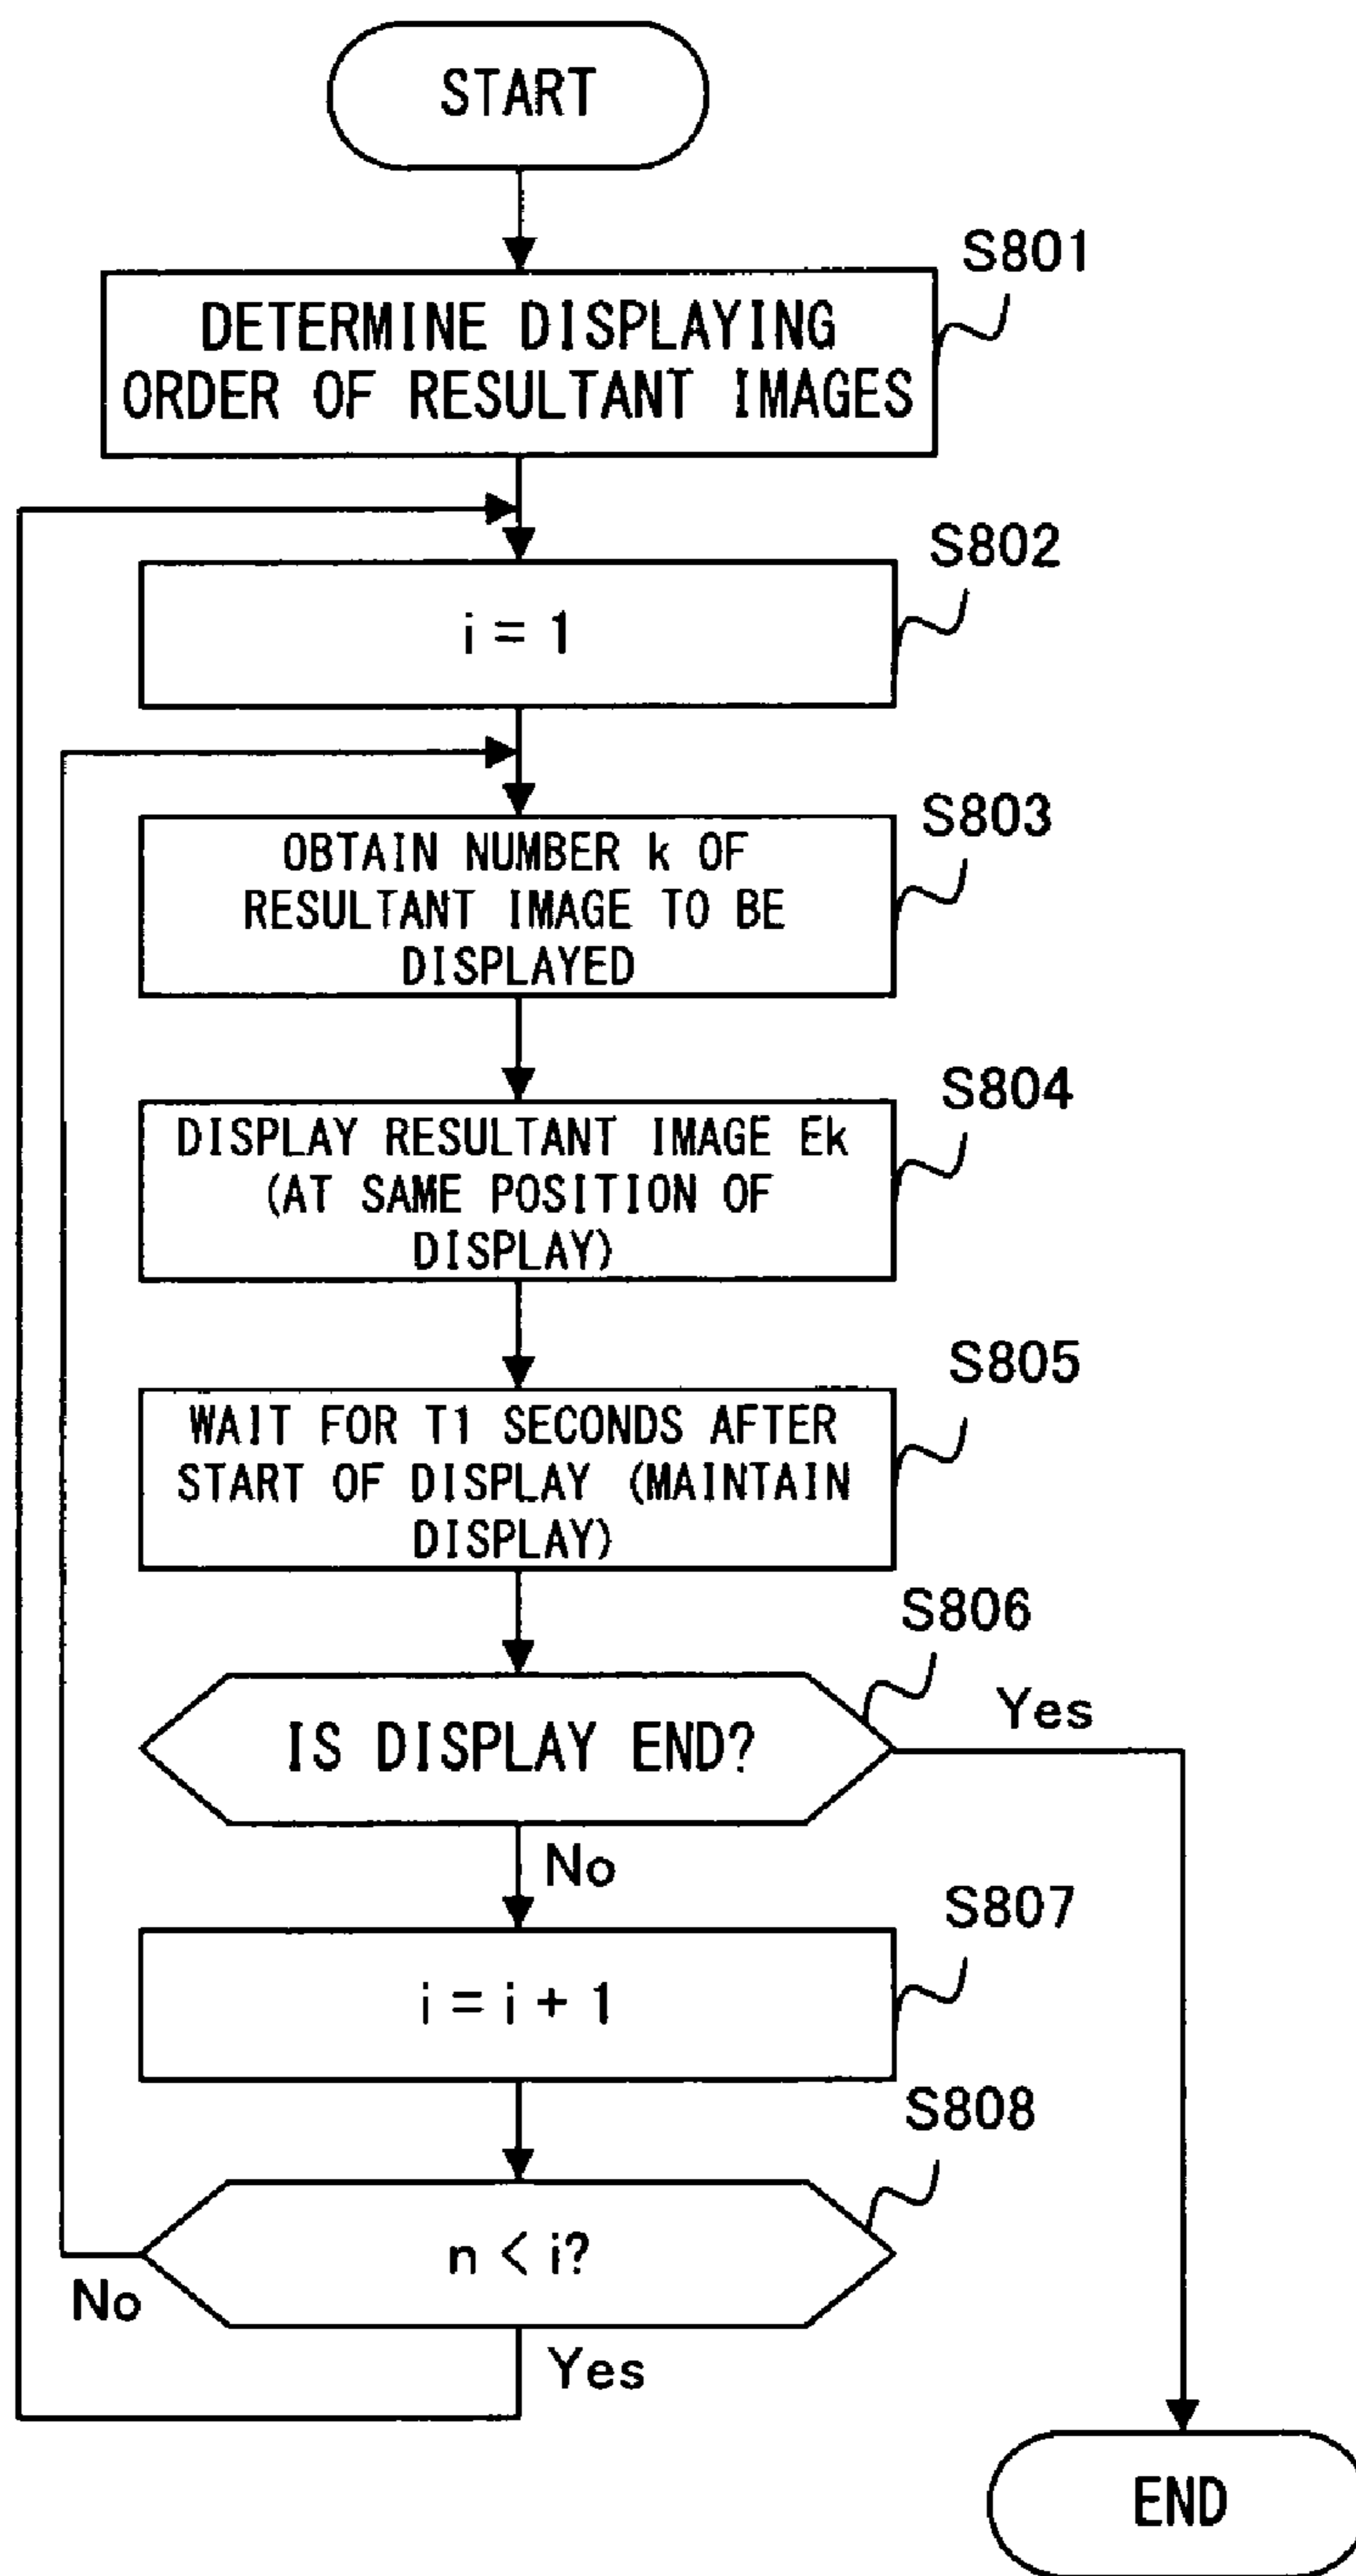 START
S801
DETERMINE DISPLAYING
ORDER OF RESULTANT IMAGES
S802
i = 1
S803
OBTAIN NUMBER k OF
RESULTANT IMAGE TO BE
DISPLAYED
S804
DISPLAY RESULTANT IMAGE Ek
(AT SAME POSITION OF
DISPLAY)
S805
WAIT FOR T1 SECONDS AFTER
START OF DISPLAY (MAINTAIN
DISPLAY)
S806
IS DISPLAY END?
Yes
No
S807
i = i + 1
S808
n < i?
No
Yes
END